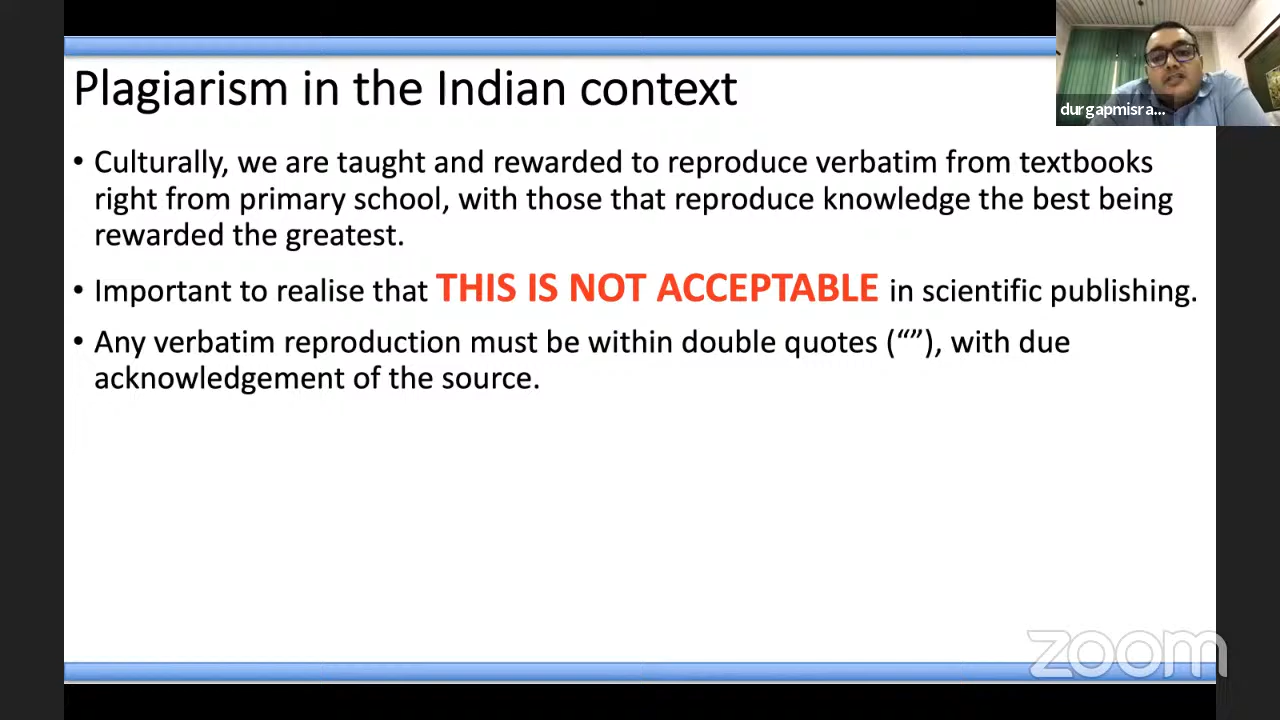 Plagiarism in the Indian context
durgapmisra...
• Culturally, we are taught and rewarded to reproduce verbatim from textbooks
right from primary school, with those that reproduce knowledge the best being
rewarded the greatest.
• Important to realise that THIS IS NOT ACCEPTABLE in scientific publishing.
• Any verbatim reproduction must be within double quotes (“”), with due
acknowledgement of the source.
zoom